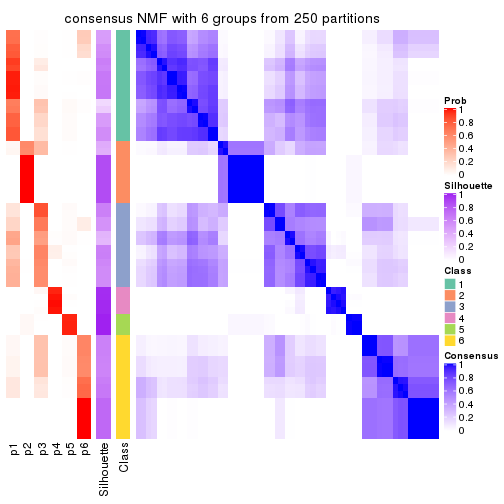 consensus NMF with 6 groups from 250 partitions
Prob
1
0.8
0.6
0.4
0.2
0
Silhouette
1
0.8
0.6
0.4
0.2
0
Class
1
2
3
4
5
6
Consensus
1
0.8
0.6
0.4
0.2
0
p1
p2
p3
p4
p5
p6
Silhouette
Class